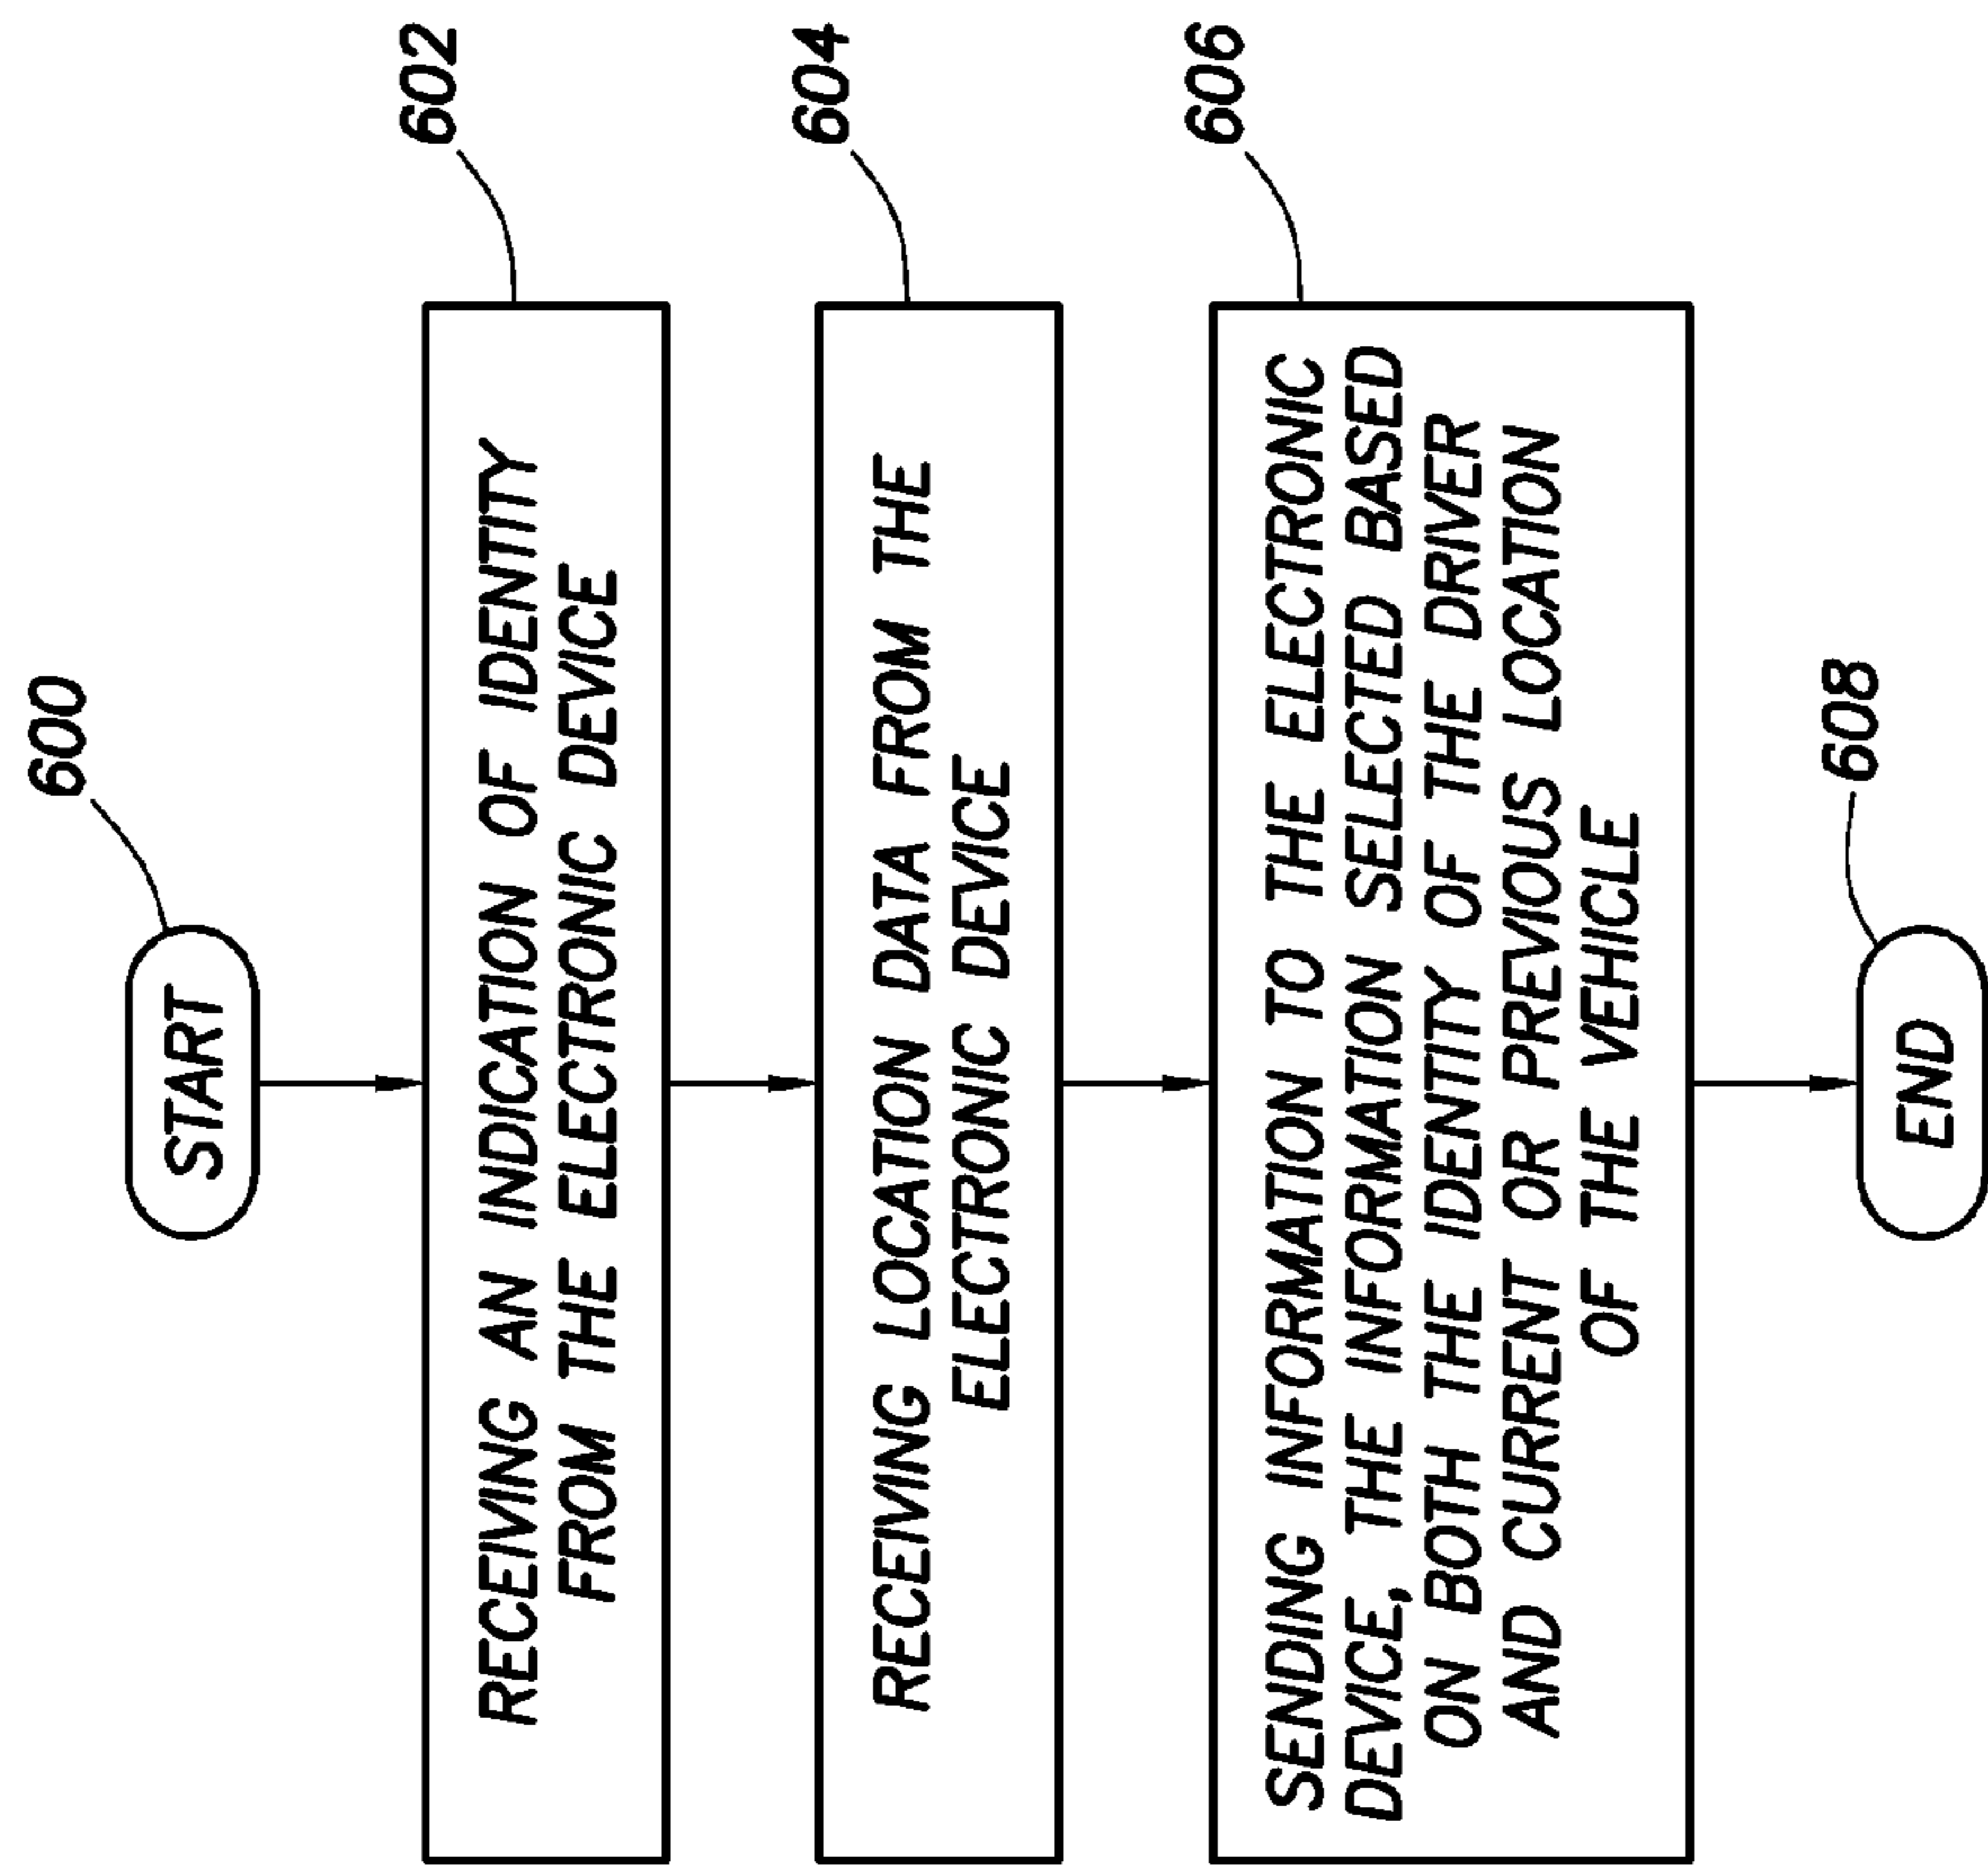 600
START
602
RECEIVING AN INDICATION OF IDENTITY
FROM THE ELECTRONIC DEVICE
604
RECEIVING LOCATION DATA FROM THE
ELECTRONIC DEVICE
606
SENDING INFORMATION TO THE ELECTRONIC
DEVICE, THE INFORMATION SELECTED BASED
ON BOTH THE IDENTITY OF THE DRIVER
AND CURRENT OR PREVIOUS LOCATION
OF THE VEHICLE
608
END